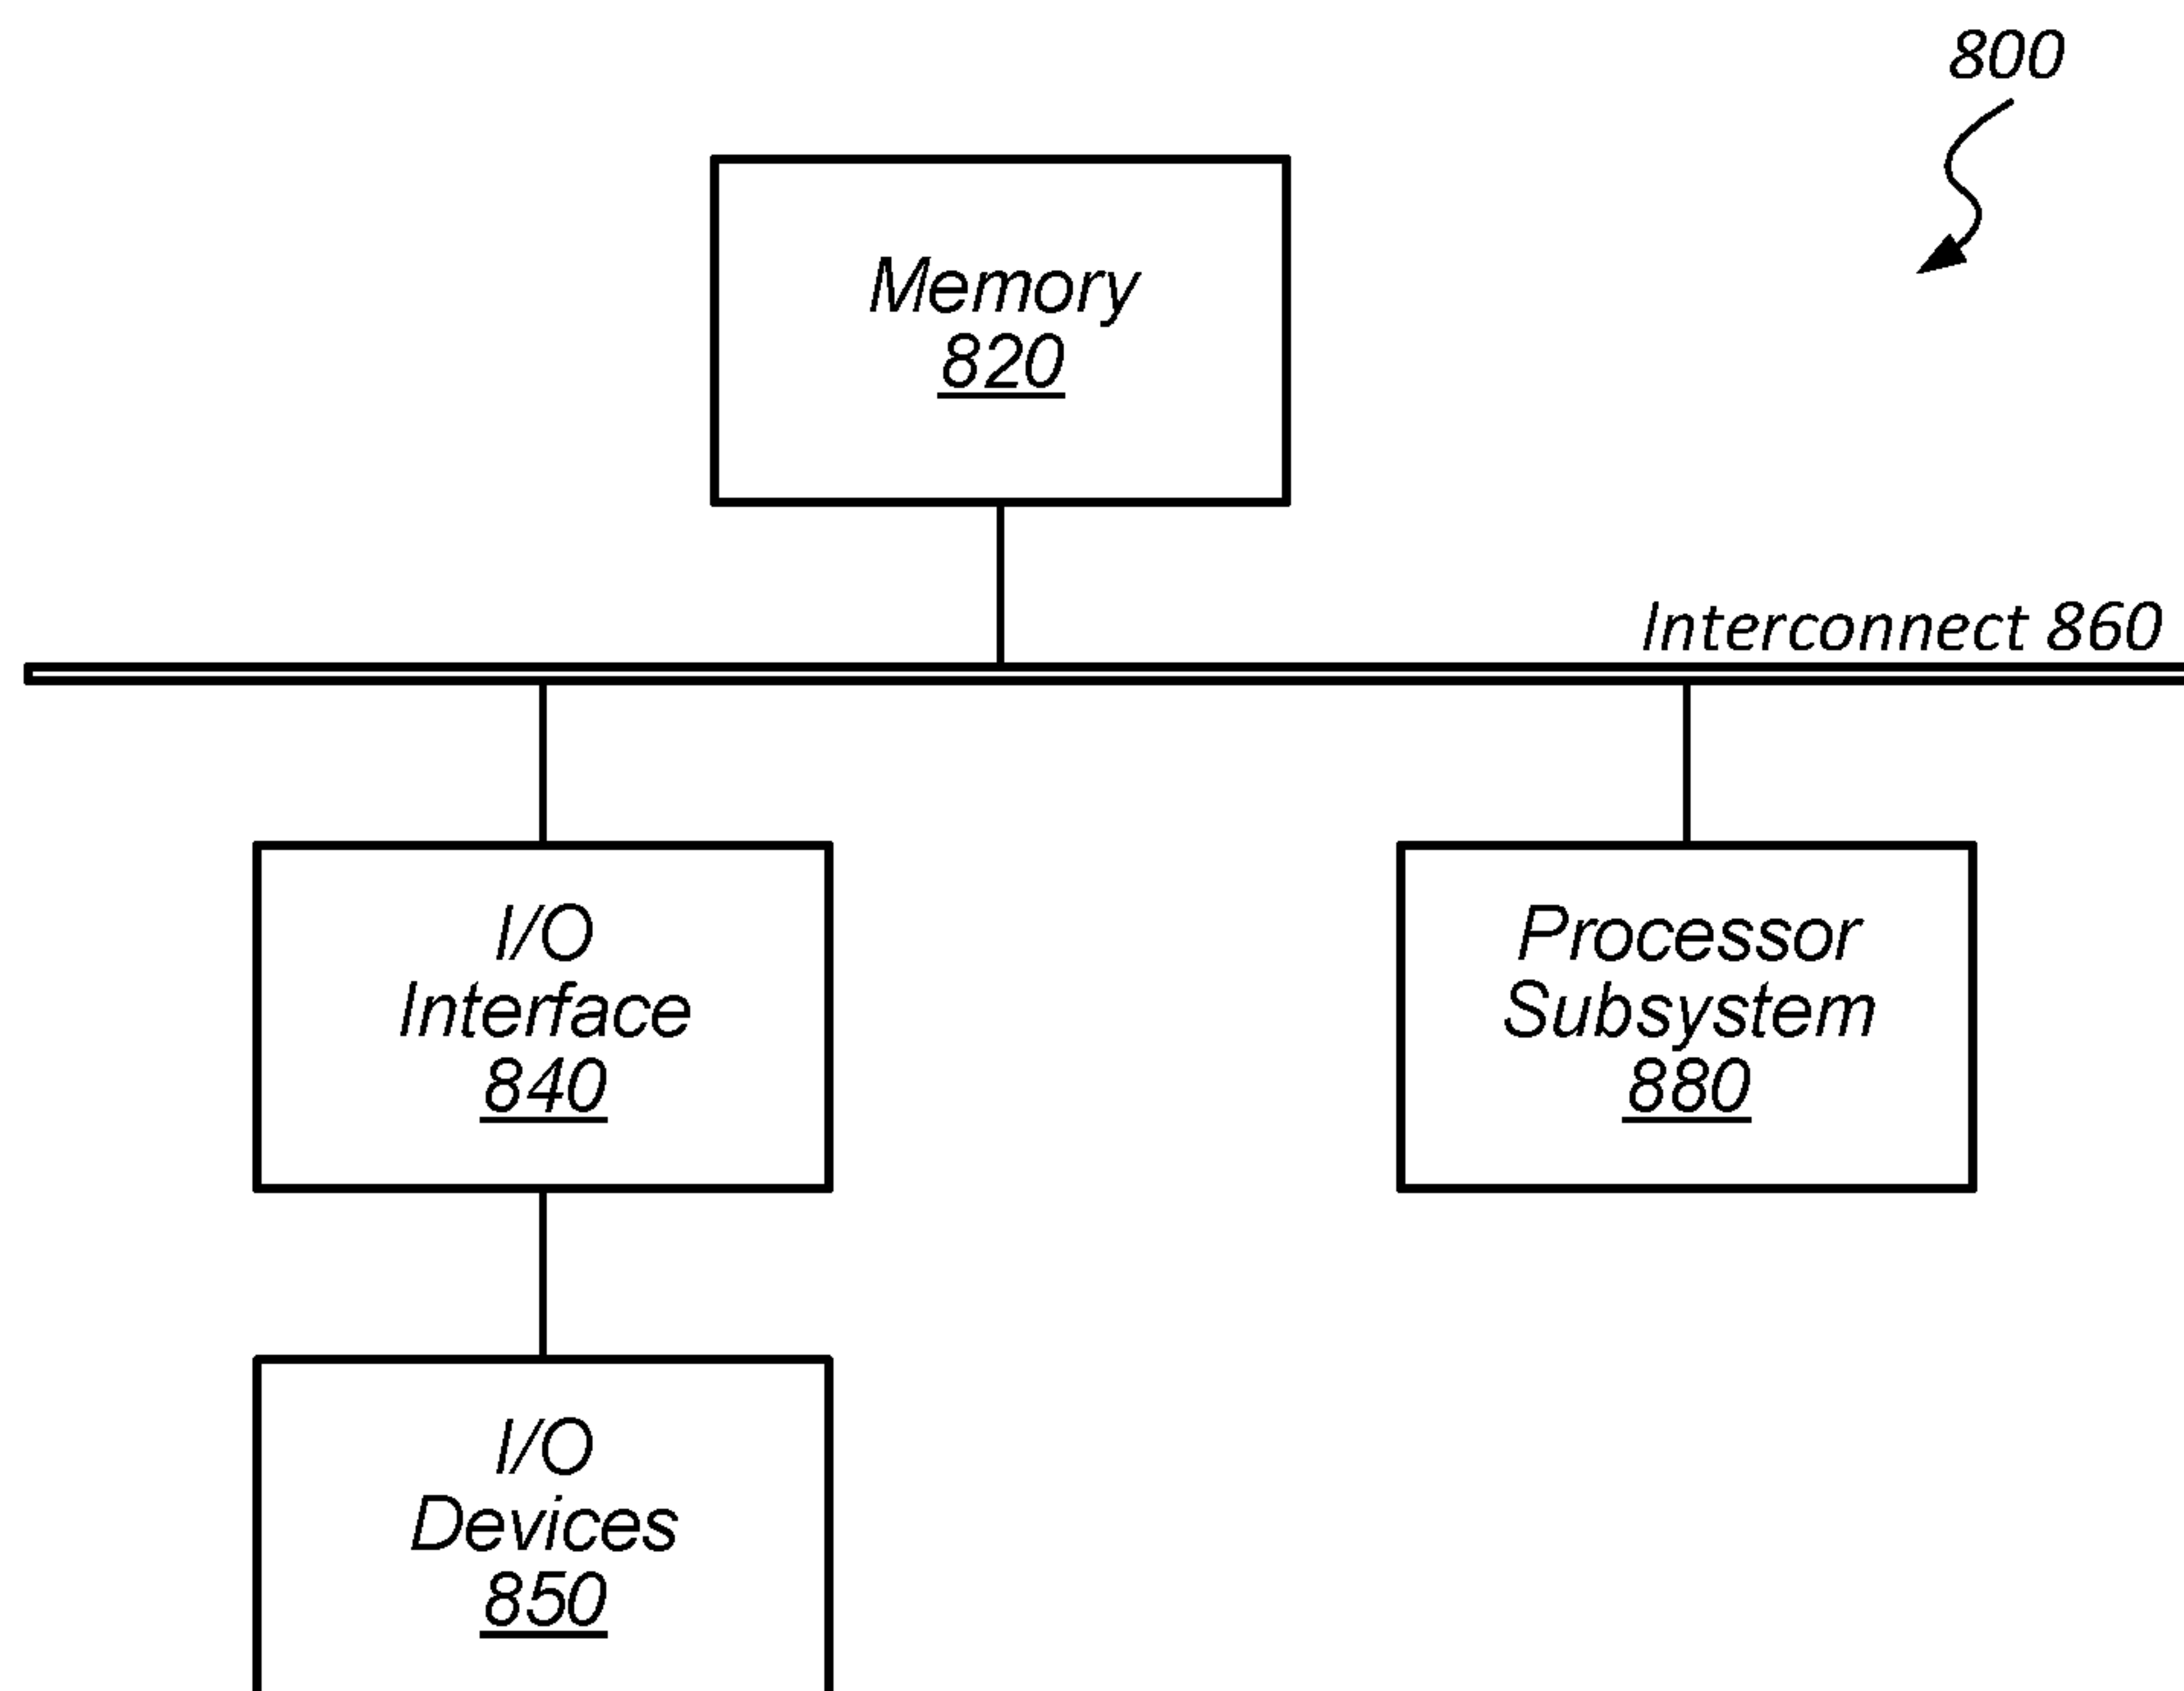 800
Memory
820
Interconnect 860
I/O
Interface
840
Processor
Subsystem
880
I/O
Devices
850